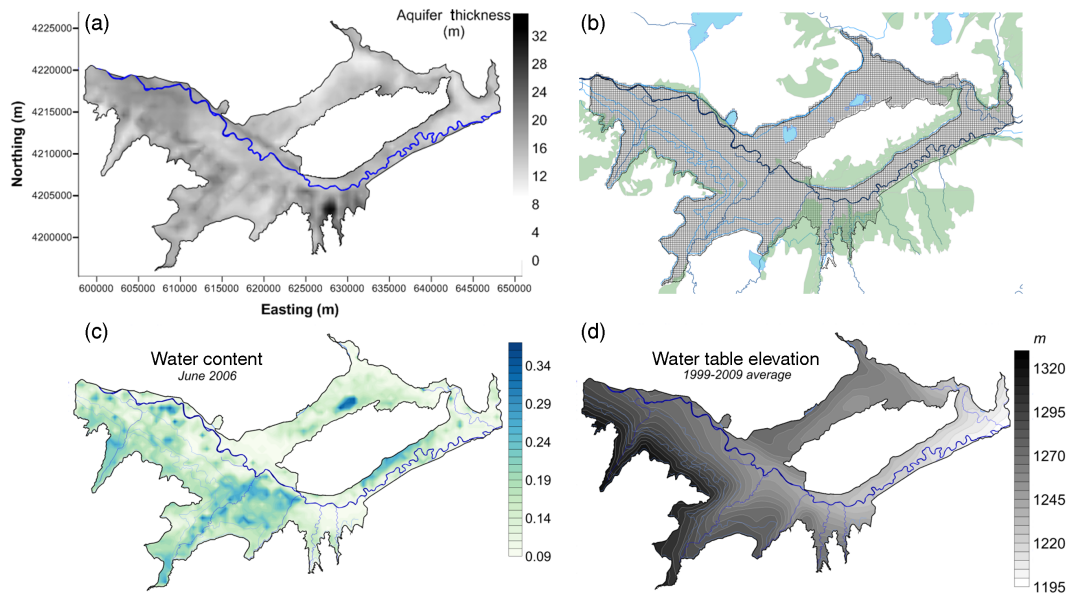 (a)
Aquifer thickness
(m)
32
28
24
20
16
12
8
4
0
4225000
4220000
4215000
4210000
4205000
4200000
Northing (m)
600000 605000 610000 615000 620000 625000 630000 635000 640000 645000 650000
Easting (m)
(b)
(c)
Water content
June 2006
0.34
0.29
0.24
0.19
0.14
0.09
(d)
Water table elevation
1999-2009 average
m
1320
1295
1270
1245
1220
1195